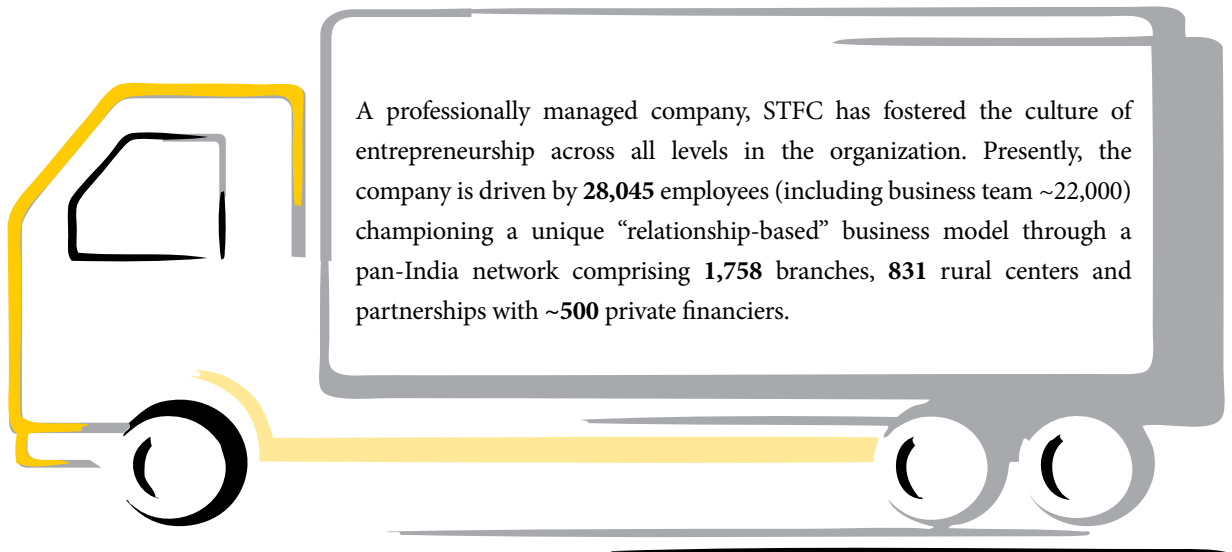 A professionally managed company, STFC has fostered the culture of
entrepreneurship across all levels in the organization. Presently, the
company is driven by 28,045 employees (including business team ~22,000)
championing a unique “relationship-based” business model through a
pan-India network comprising 1,758 branches, 831 rural centers and
partnerships with ~500 private financiers.